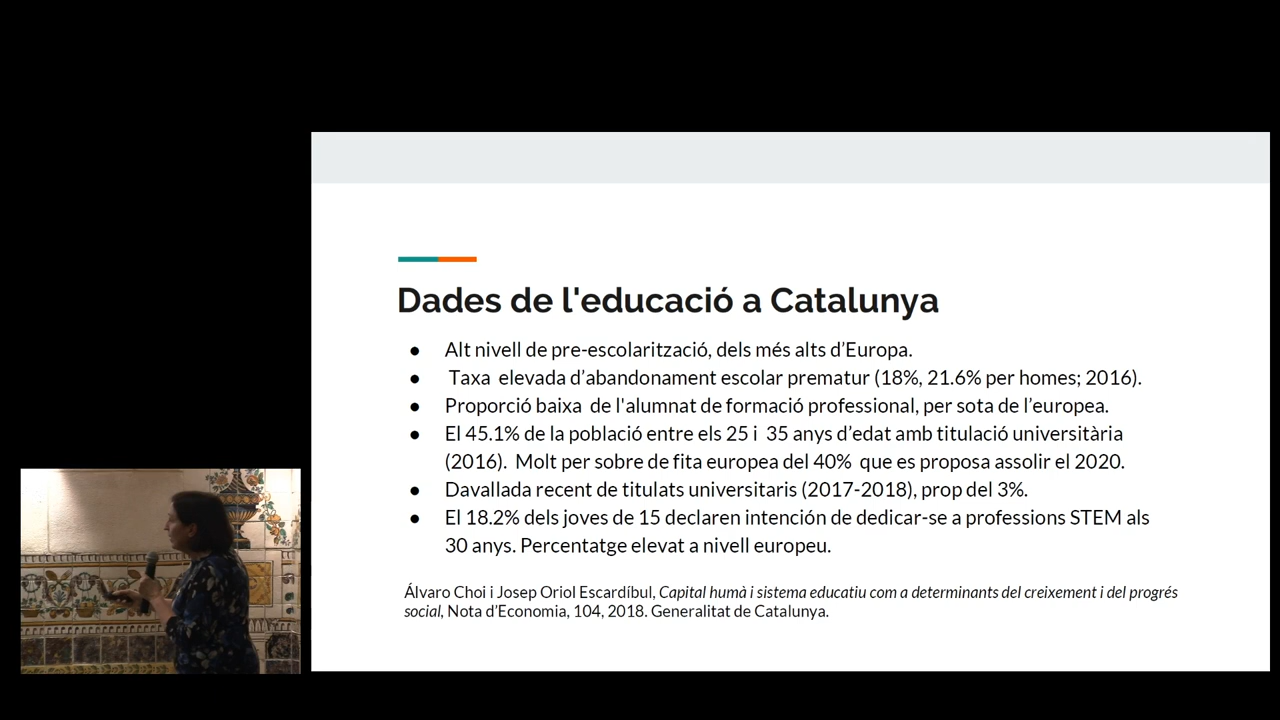 Dades de l'educació a Catalunya
● Alt nivell de pre-escolarització, dels més alts d’Europa.
● Taxa elevada d’abandonament escolar prematur (18%, 21.6% per homes; 2016).
● Proporció baixa de l'alumnat de formació professional, per sota de l’europea.
● El 45.1% de la població entre els 25 i 35 anys d’edat amb titulació universitària
(2016). Molt per sobre de fita europea del 40% que es proposa assolir el 2020.
● Davallada recent de titulats universitaris (2017-2018), prop del 3%.
● El 18.2% dels joves de 15 declaren intención de dedicar-se a professions STEM als
30 anys. Percentatge elevat a nivell europeu.
Álvaro Choi i Josep Oriol Escardíbul, Capital humà i sistema educatiu com a determinants del creixement i del progrés
social, Nota d’Economia, 104, 2018. Generalitat de Catalunya.